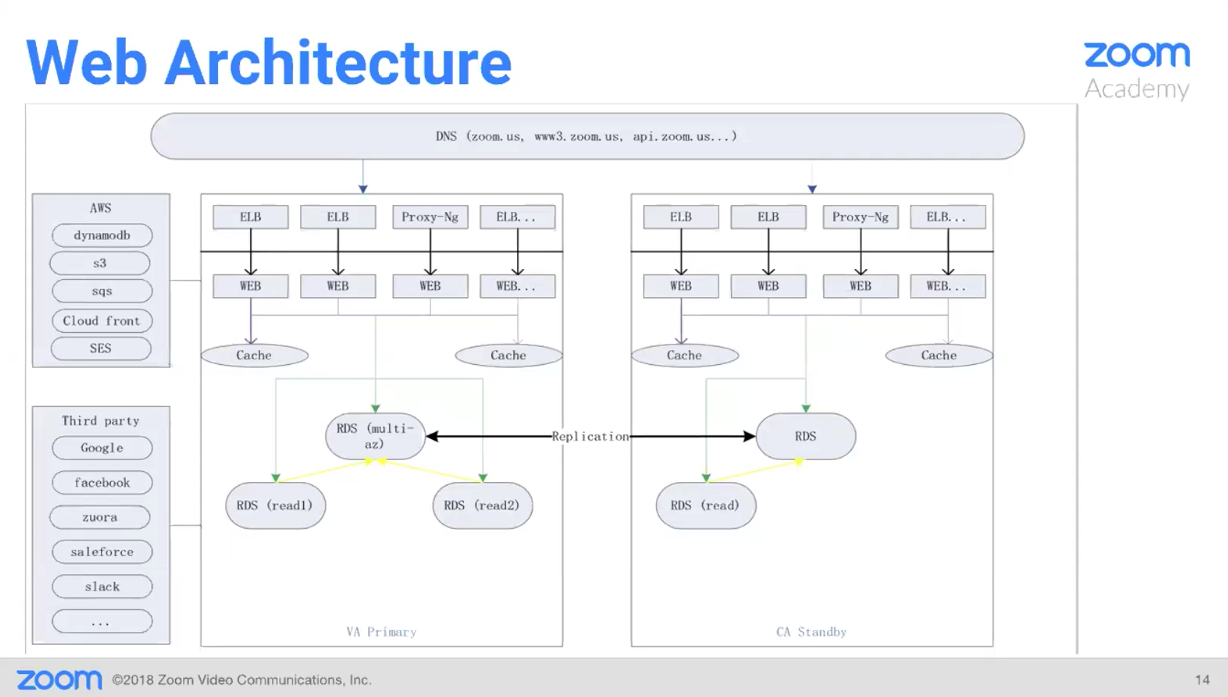 Web Architecture
zoom
Academy
DNS (zoom.us, www3.zoom.us, api.zoom.us...)
AWS
dynamodb
s3
sqs
Cloud front
SES
Third party
Google
facebook
zuora
saleforce
slack
...
ELB
ELB
Proxy-Ng
ELB...
WEB
WEB
WEB
WEB...
Cache
Cache
RDS (multi-
az)
RDS (read1)
RDS (read2)
VA Primary
Replication
ELB
ELB
Proxy-Ng
ELB...
WEB
WEB
WEB
WEB...
Cache
Cache
RDS
RDS (read)
CA Standby
zoom ©2018 Zoom Video Communications, Inc.
14